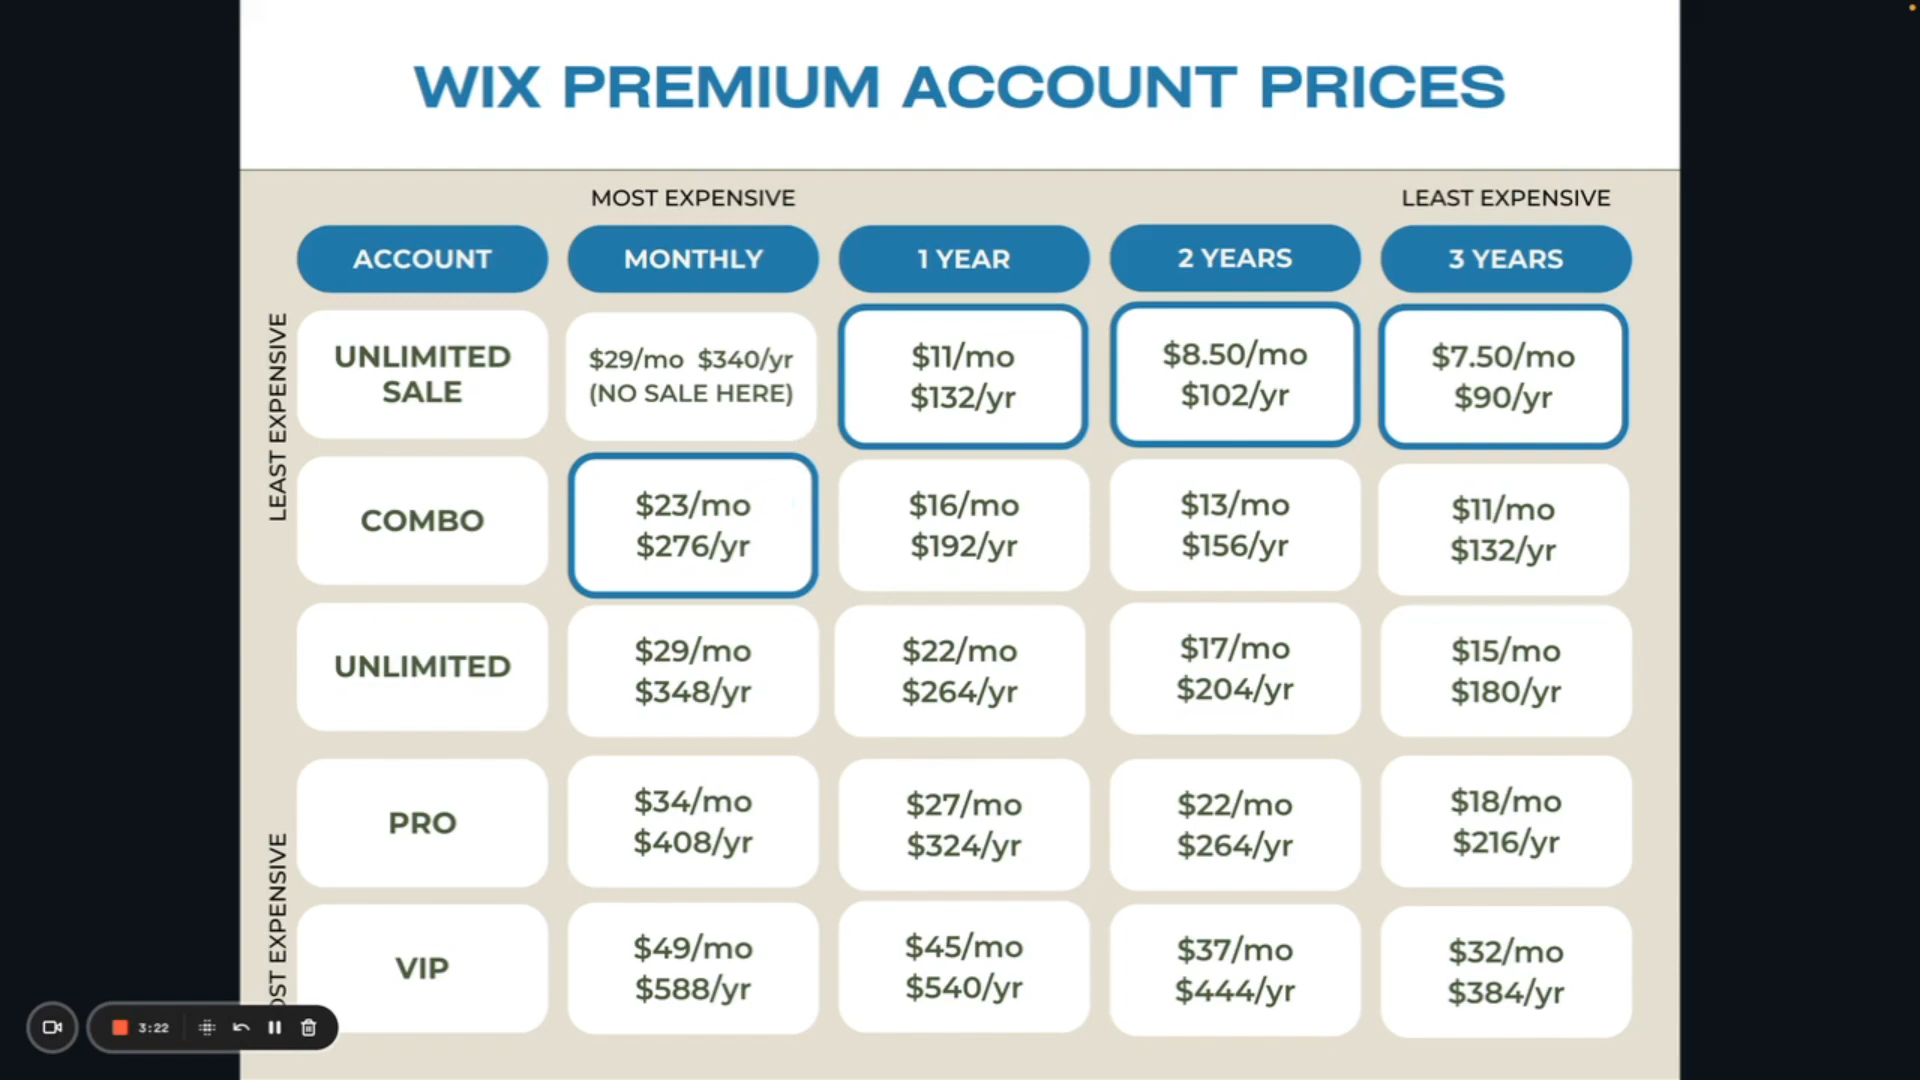 WIX PREMIUM ACCOUNT PRICES
MOST EXPENSIVE
LEAST EXPENSIVE
ACCOUNT
MONTHLY
1 YEAR
2 YEARS
3 YEARS
LEAST EXPENSIVE
UNLIMITED
SALE
$29/mo $340/yr
(NO SALE HERE)
$11/mo
$132/yr
$8.50/mo
$102/yr
$7.50/mo
$90/yr
COMBO
$23/mo
$276/yr
$16/mo
$192/yr
$13/mo
$156/yr
$11/mo
$132/yr
UNLIMITED
$29/mo
$348/yr
$22/mo
$264/yr
$17/mo
$204/yr
$15/mo
$180/yr
PRO
$34/mo
$408/yr
$27/mo
$324/yr
$22/mo
$264/yr
$18/mo
$216/yr
OST EXPENSIVE
VIP
$49/mo
$588/yr
$45/mo
$540/yr
$37/mo
$444/yr
$32/mo
$384/yr
3:22